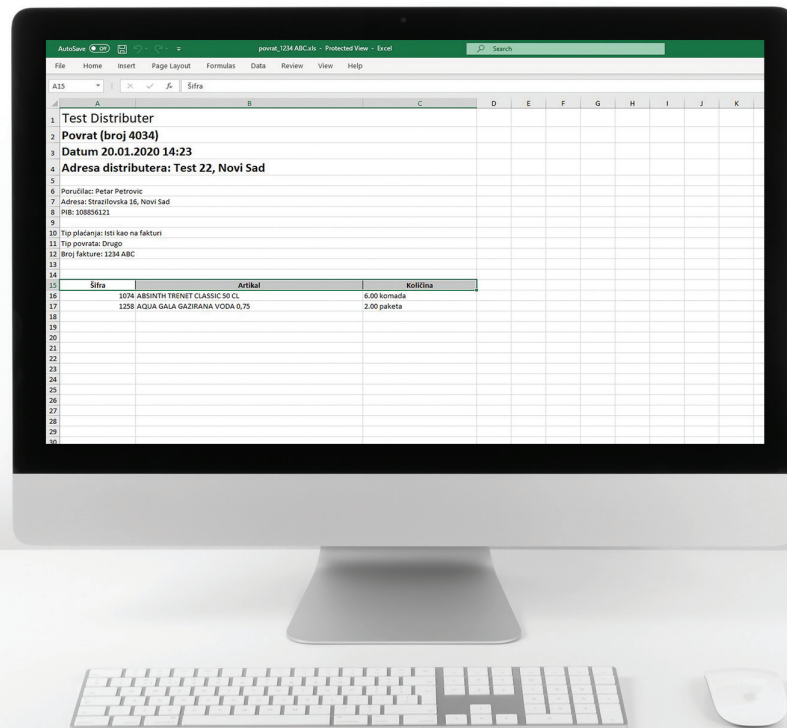 AutoSave Off povrat_1234 ABC.xls - Protected View - Excel Search
File Home Insert Page Layout Formulas Data Review View Help
A15 fx Šifra
A B C D E F G H I J K
1 Test Distributer
2 Povrat (broj 4034)
3 Datum 20.01.2020 14:23
4 Adresa distributera: Test 22, Novi Sad
5
6 Poručilac: Petar Petrovic
7 Adresa: Strazilovska 16, Novi Sad
8 PIB: 108856121
9
10 Tip plaćanja: Isti kao na fakturi
11 Tip povrata: Drugo
12 Broj fakture: 1234 ABC
13
14
15 Šifra Artikal Količina
16 1074 ABSINTH TRENET CLASSIC 50 CL 6.00 komada
17 1258 AQUA GALA GAZIRANA VODA 0,75 2.00 paketa
18
19
20
21
22
23
24
25
26
27
28
29
30